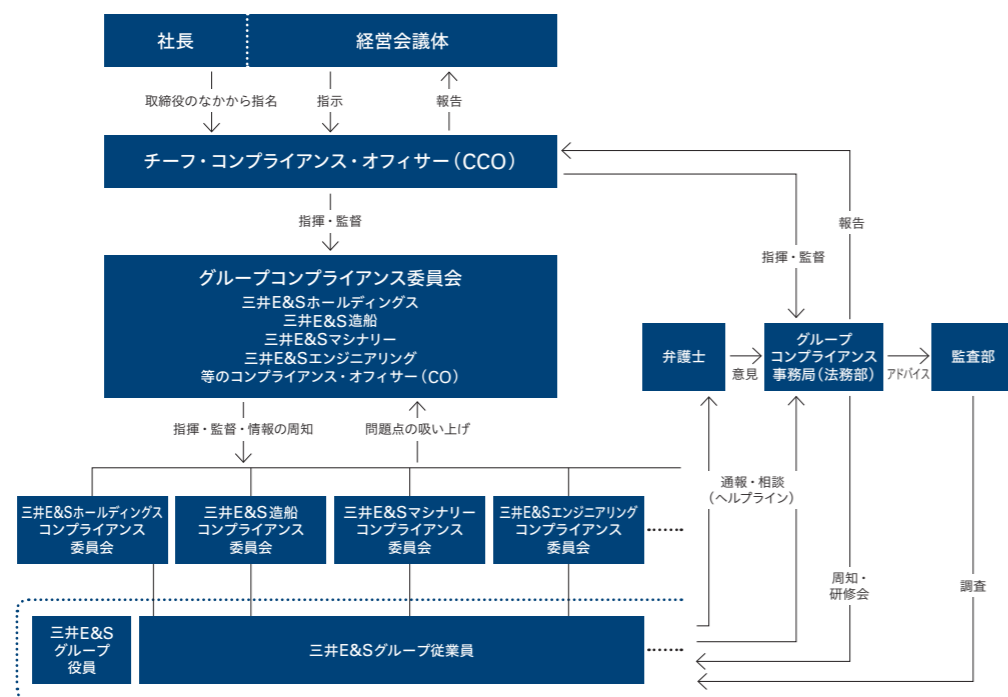 社長
経営会議体
取締役のなかから指名
指示
報告
チーフ・コンプライアンス・オフィサー（CCO）
指揮・監督
報告
指揮・監督
グループコンプライアンス委員会
三井E&Sホールディングス
三井E&S造船
三井E&Sマシナリー
三井E&Sエンジニアリング
等のコンプライアンス・オフィサー（CO）
弁護士
意見
グループ
コンプライアンス
事務局（法務部）
アドバイス
監査部
指揮・監督・情報の周知
問題点の吸い上げ
通報・相談
（ヘルプライン）
三井E&Sホールディングス
コンプライアンス
委員会
三井E&S造船
コンプライアンス
委員会
三井E&Sマシナリー
コンプライアンス
委員会
三井E&Sエンジニアリング
コンプライアンス
委員会
周知・
研修会
調査
三井E&S
グループ
役員
三井E&Sグループ従業員